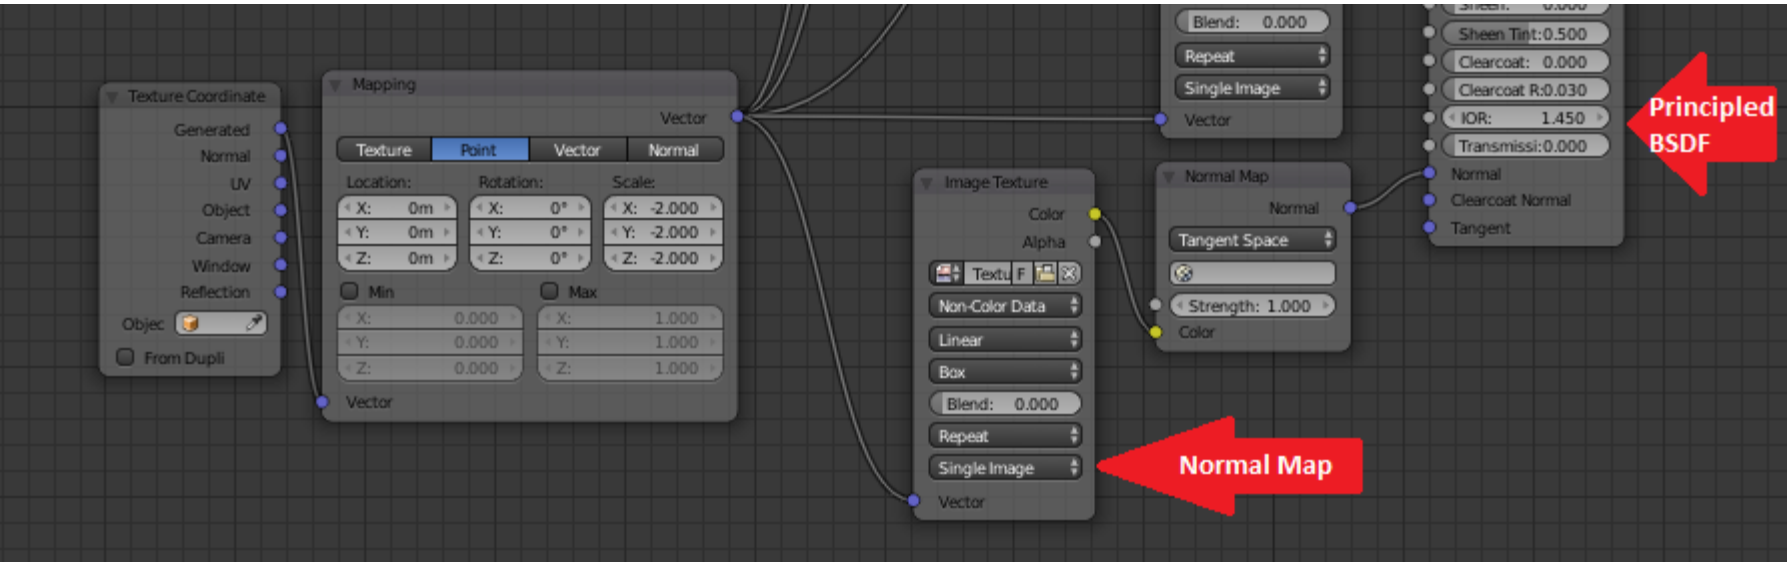 Texture Coordinate
Generated
Normal
UV
Object
Camera
Window
Reflection
Objec
From Dupli
Mapping
Vector
Texture Point Vector Normal
Location: Rotation: Scale:
X: 0m X: 0° X: -2.000
Y: 0m Y: 0° Y: -2.000
Z: 0m Z: 0° Z: -2.000
Min Max
X: 0.000 X: 1.000
Y: 0.000 Y: 1.000
Z: 0.000 Z: 1.000
Vector
Image Texture
Color
Alpha
Textu F
Non-Color Data
Linear
Box
Blend: 0.000
Repeat
Single Image
Vector
Normal Map
Blend: 0.000
Repeat
Single Image
Vector
Normal Map
Normal
Tangent Space
Strength: 1.000
Color
Sheen: 0.000
Sheen Tint:0.500
Clearcoat: 0.000
Clearcoat R:0.030
IOR: 1.450
Transmissi:0.000
Normal
Clearcoat Normal
Tangent
Principled
BSDF